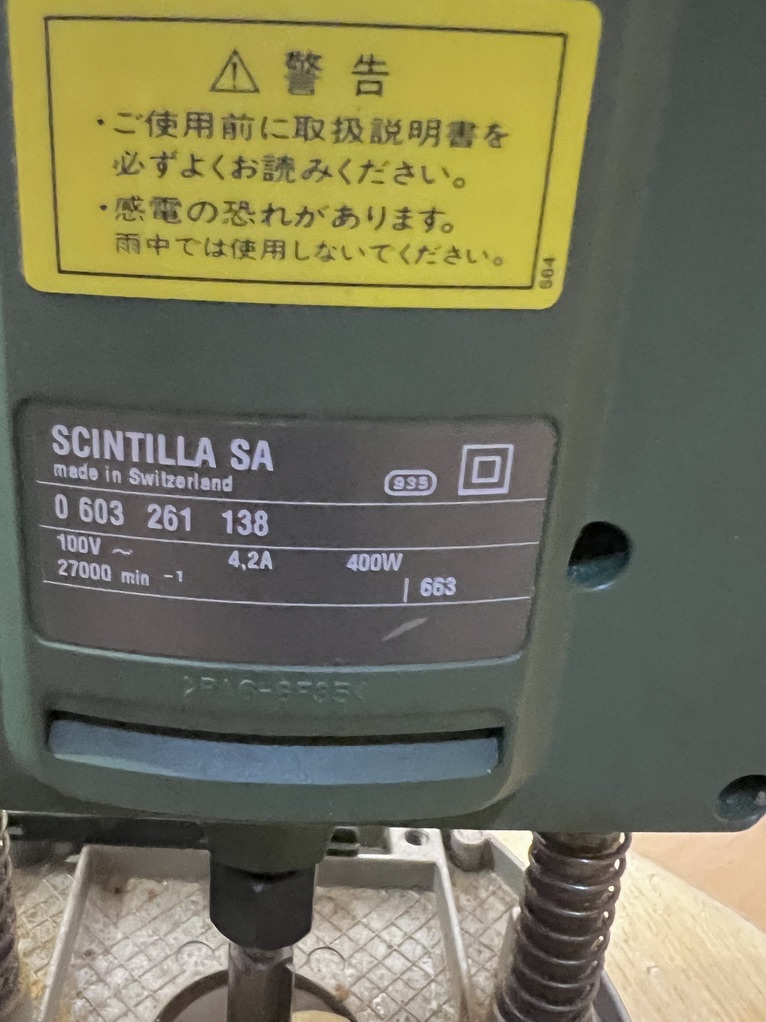 ⚠ 警告
・ご使用前に取扱説明書を
必ずよくお読みください。
・感電の恐れがあります。
雨中では使用しないでください。
664
SCINTILLA SA
made in Switzerland
935
0 603 261 138
100V ~ 4,2A 400W
27000 min -1
| 663